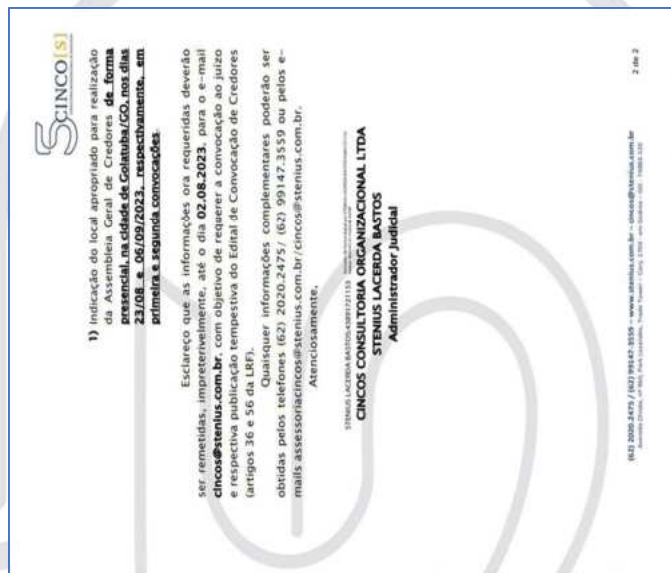 CINCO[S]
1) Indicação do local apropriado para realização
da Assembleia Geral de Credores de forma
presencial, na cidade de Goiatuba/GO, nos dias
23/08 e 06/09/2023, respectivamente, em
primeira e segunda convocações.
Esclareço que as informações ora requeridas deverão
ser remetidas, impreterivelmente, até o dia 02.08.2023, para o e-mail
cincos@stenius.com.br, com objetivo de requerer a convocação ao juízo
e respectiva publicação tempestiva do Edital de Convocação de Credores
(artigos 36 e 56 da LRF).
Quaisquer informações complementares poderão ser
obtidas pelos telefones (62) 2020.2475/ (62) 99147.3559 ou pelos e-
mails assessoriacincos@stenius.com.br/cincos@stenius.com.br.
Atenciosamente,
STENIUS LACERDA BASTOS:
CINCOS CONSULTORIA ORGANIZACIONAL LTDA
STENIUS LACERDA BASTOS
Administrador Judicial
(62) 2020.2475 / (62) 99147-3559 – www.stenius.com.br – cincos@stenius.com.br
2 de 2